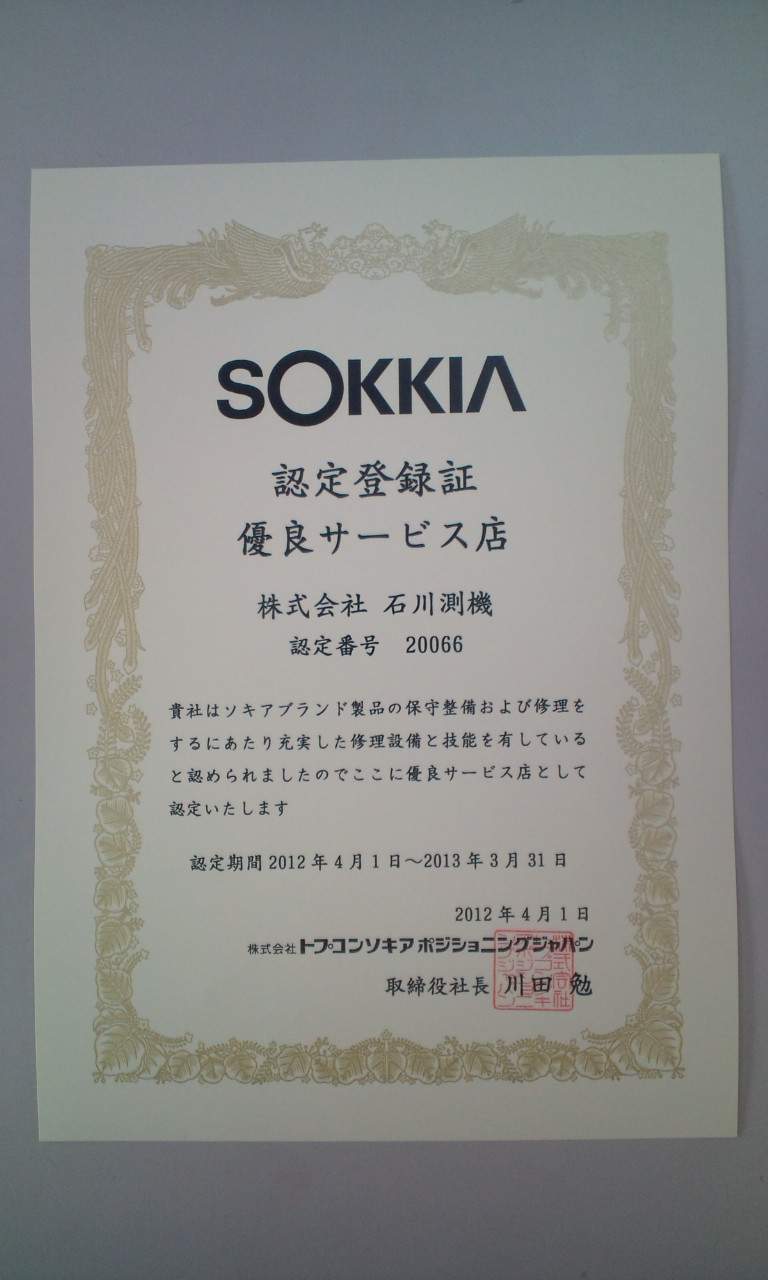 SOKKIA
認定登録証
優良サービス店
株式会社 石川測機
認定番号 20066
貴社はソキアブランド製品の保守整備および修理を
するにあたり充実した修理設備と技能を有している
と認められましたのでここに優良サービス店として
認定いたします
認定期間2012年4月1日～2013年3月31日
2012年4月1日
株式会社トプコンソキアポジショニングジャパン
取締役社長 川田 勉